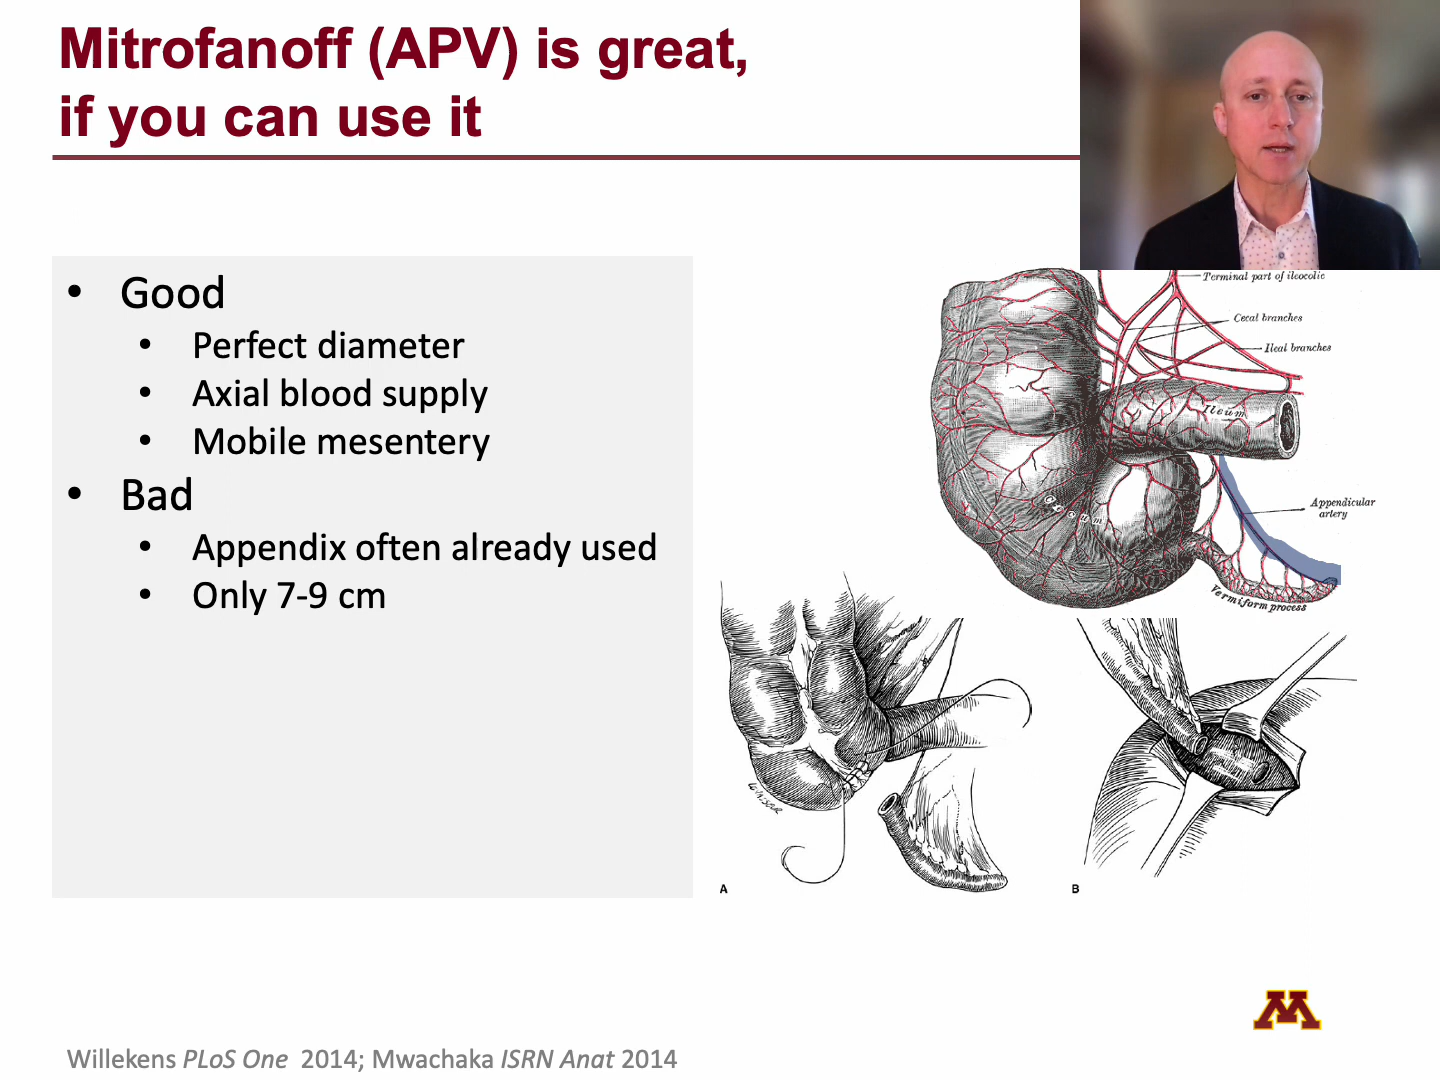 Mitrofanoff (APV) is great,
if you can use it
• Good
• Perfect diameter
• Axial blood supply
• Mobile mesentery
• Bad
• Appendix often already used
• Only 7-9 cm
Terminal part of ileocolic
Cecal branches
Ileal branches
Ileum
Cecum
Appendicular
artery
Vermiform process
A
B
M
Willekens PLoS One 2014; Mwachaka ISRN Anat 2014